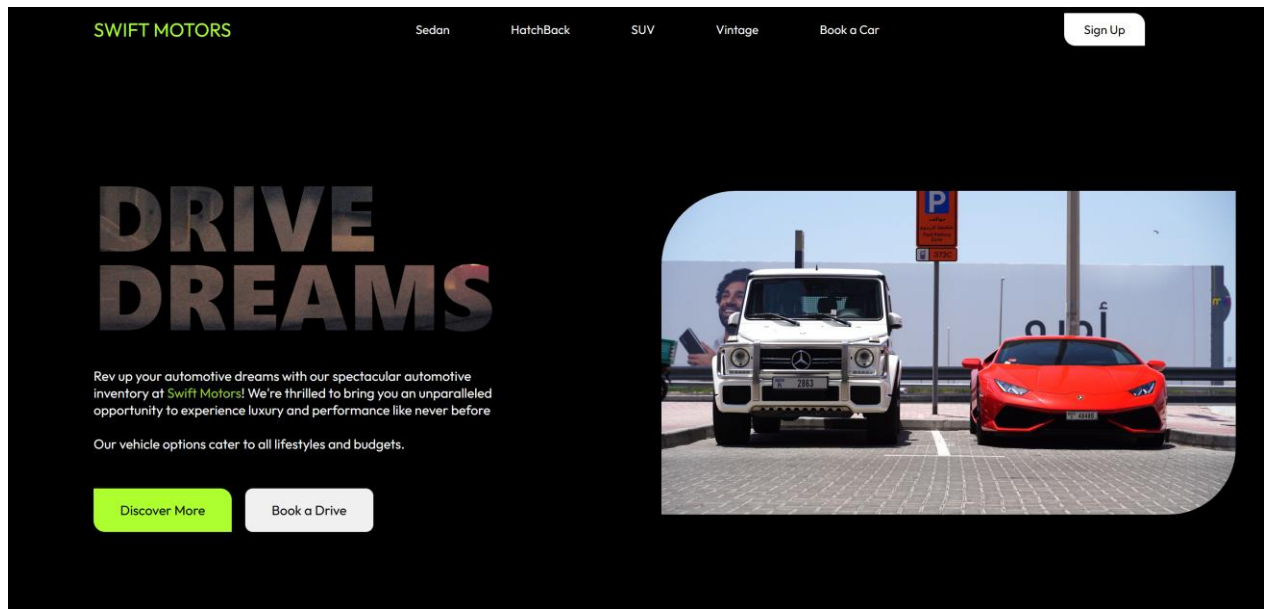 SWIFT MOTORS
Sedan
HatchBack
SUV
Vintage
Book a Car
Sign Up
DRIVE
DREAMS
Rev up your automotive dreams with our spectacular automotive
inventory at Swift Motors! We're thrilled to bring you an unparalleled
opportunity to experience luxury and performance like never before
Our vehicle options cater to all lifestyles and budgets.
Discover More
Book a Drive
P
372C
2863